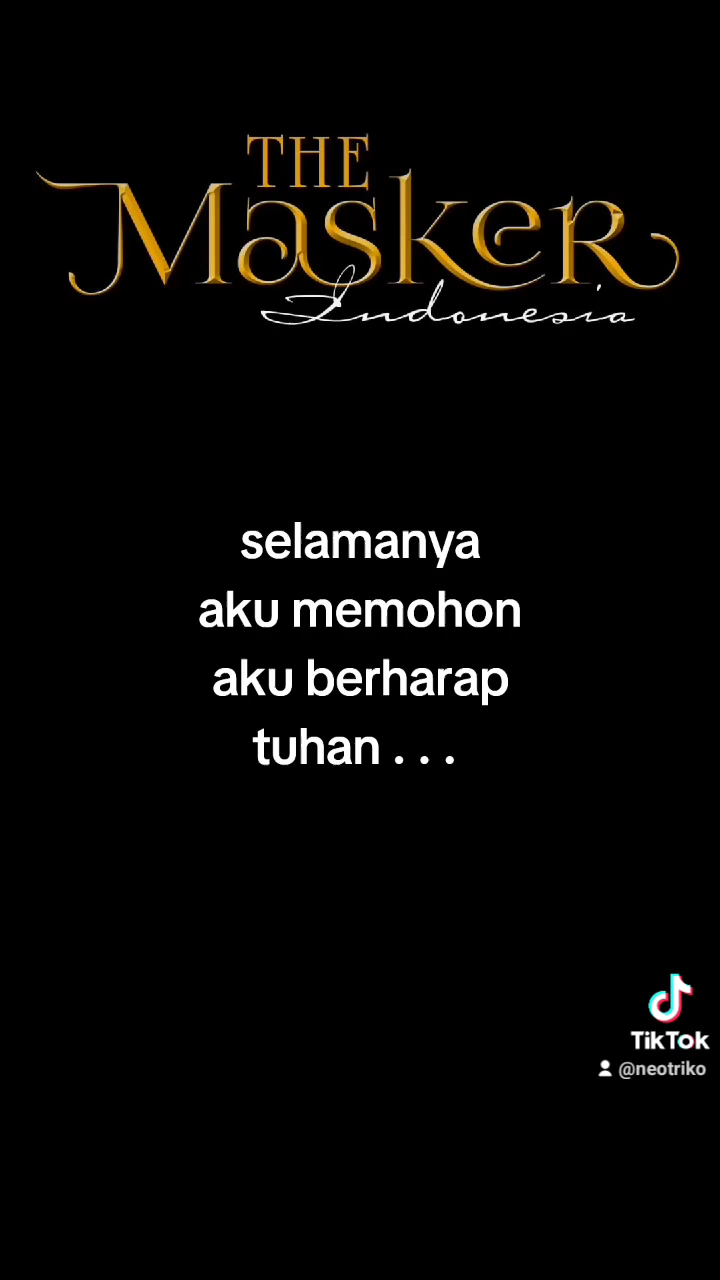 THE
MASKER
Indonesia
selamanya
aku memohon
aku berharap
tuhan . . .
TikTok
@neotriko